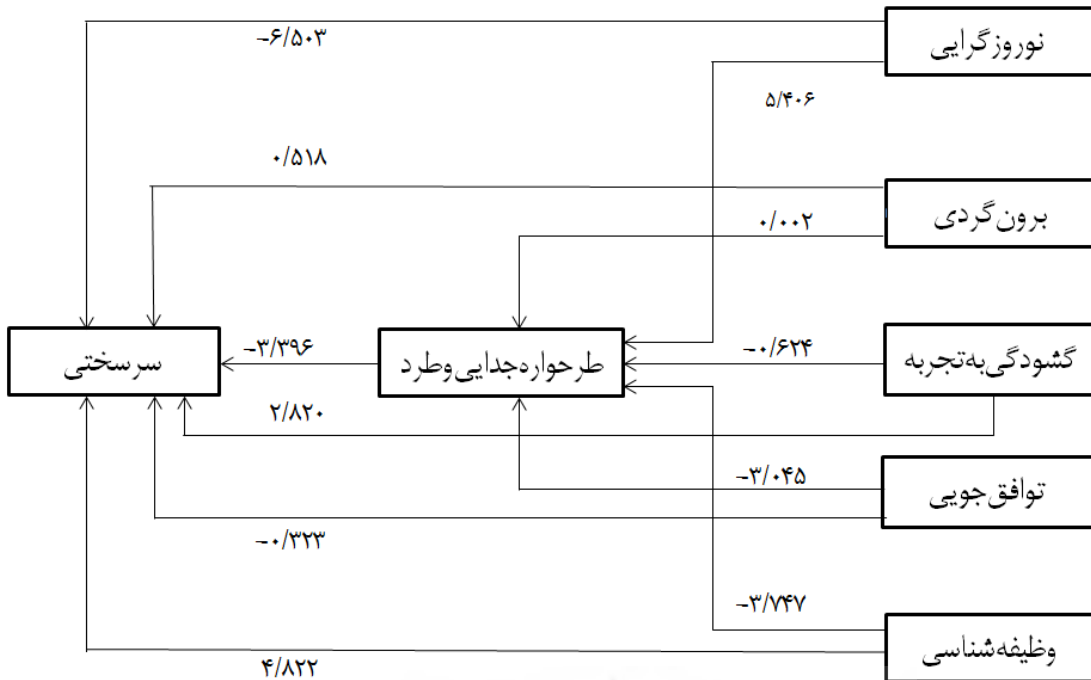 نوروزگرایی
−۶/۵۰۳
۵/۴۰۶
۰/۵۱۸
برون‌گردی
۰/۰۰۲
سرسختی
−۳/۳۹۶
طرحواره‌جدایی‌وطرد
−۰/۶۲۴
گشودگی‌به‌تجربه
۲/۸۲۰
−۳/۰۴۵
توافق‌جویی
−۰/۳۲۳
−۳/۷۴۷
وظیفه‌شناسی
۴/۸۲۲